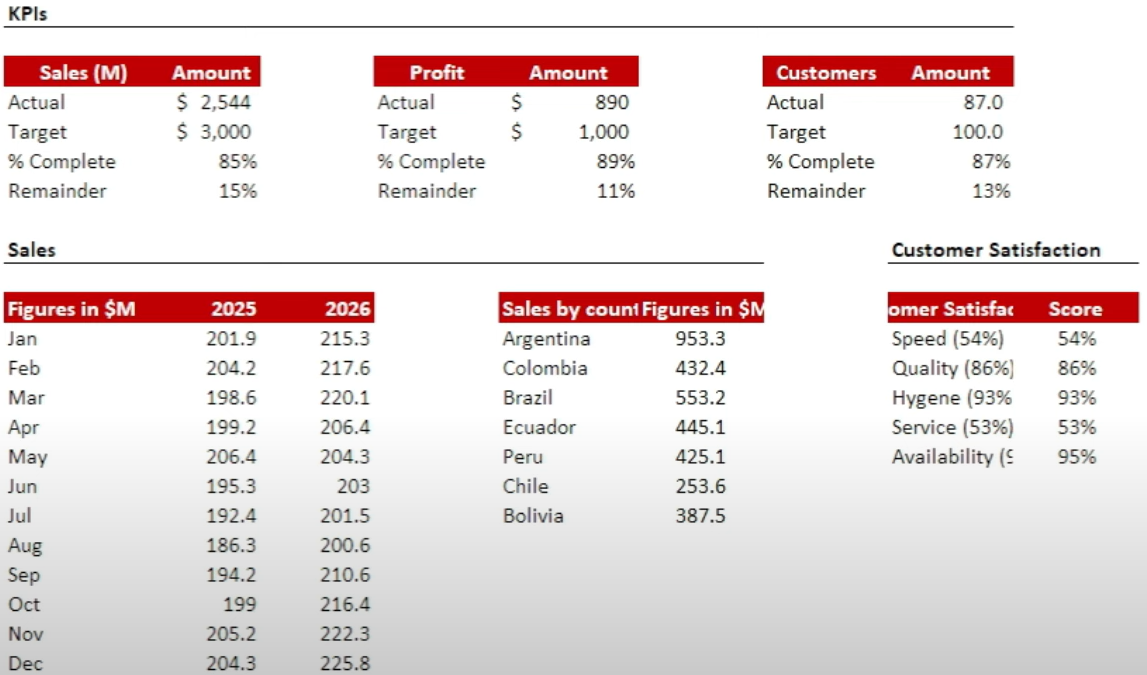 KPIs
Sales (M) Amount Profit Amount Customers Amount
Actual $ 2,544 Actual $ 890 Actual 87.0
Target $ 3,000 Target $ 1,000 Target 100.0
% Complete 85% % Complete 89% % Complete 87%
Remainder 15% Remainder 11% Remainder 13%
Sales Customer Satisfaction
Figures in $M 2025 2026 Sales by count Figures in $M omer Satisfac Score
Jan 201.9 215.3 Argentina 953.3 Speed (54%) 54%
Feb 204.2 217.6 Colombia 432.4 Quality (86%) 86%
Mar 198.6 220.1 Brazil 553.2 Hygene (93% 93%
Apr 199.2 206.4 Ecuador 445.1 Service (53%) 53%
May 206.4 204.3 Peru 425.1 Availability (9 95%
Jun 195.3 203 Chile 253.6
Jul 192.4 201.5 Bolivia 387.5
Aug 186.3 200.6
Sep 194.2 210.6
Oct 199 216.4
Nov 205.2 222.3
Dec 204.3 225.8